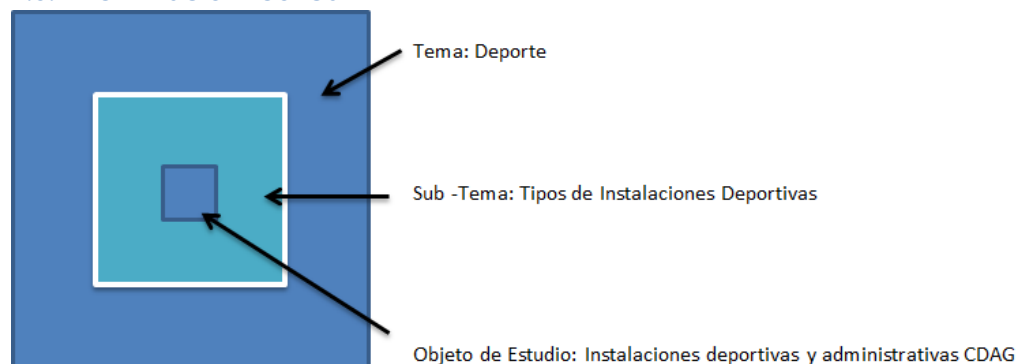 Tema: Deporte
Sub -Tema: Tipos de Instalaciones Deportivas
Objeto de Estudio: Instalaciones deportivas y administrativas CDAG